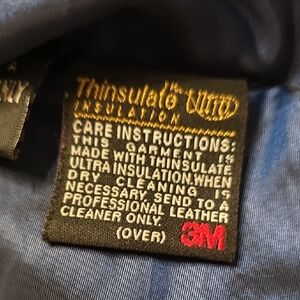 Thinsulate™ Ultra
INSULATION
CARE INSTRUCTIONS:
THIS GARMENT IS
MADE WITH THINSULATE
ULTRA INSULATION. WHEN
DRY CLEANING IS
NECESSARY SEND TO A
PROFESSIONAL LEATHER
CLEANER ONLY.
(OVER) 3M